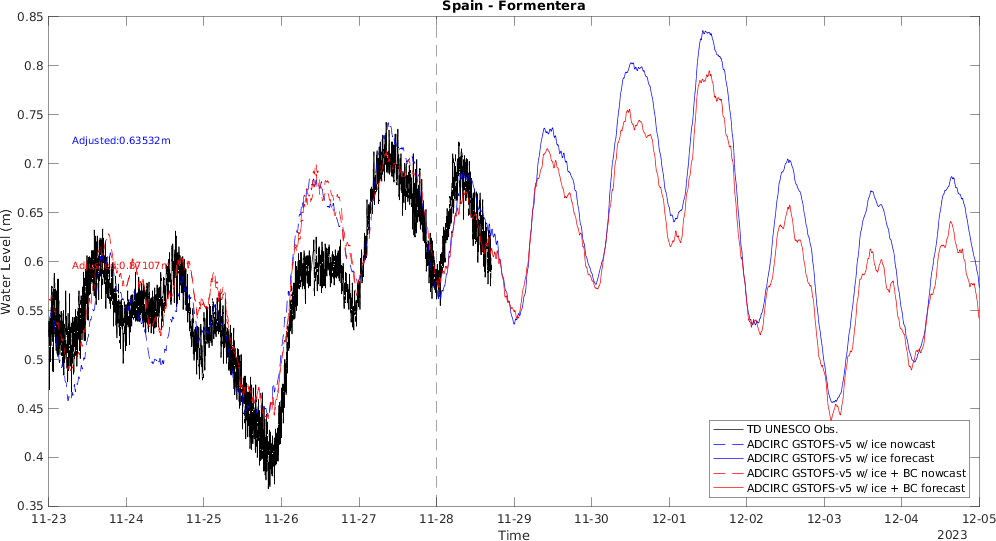 Spain - Formentera
0.85
0.8
0.75
0.7
0.65
0.6
0.55
0.5
0.45
0.4
0.35
Water Level (m)
Adjusted:0.63532m
Adjusted:0.87107m
TD UNESCO Obs.
ADCIRC GSTOFS-v5 w/ ice nowcast
ADCIRC GSTOFS-v5 w/ ice forecast
ADCIRC GSTOFS-v5 w/ ice + BC nowcast
ADCIRC GSTOFS-v5 w/ ice + BC forecast
11-23 11-24 11-25 11-26 11-27 11-28 11-29 11-30 12-01 12-02 12-03 12-04 12-05
Time
2023